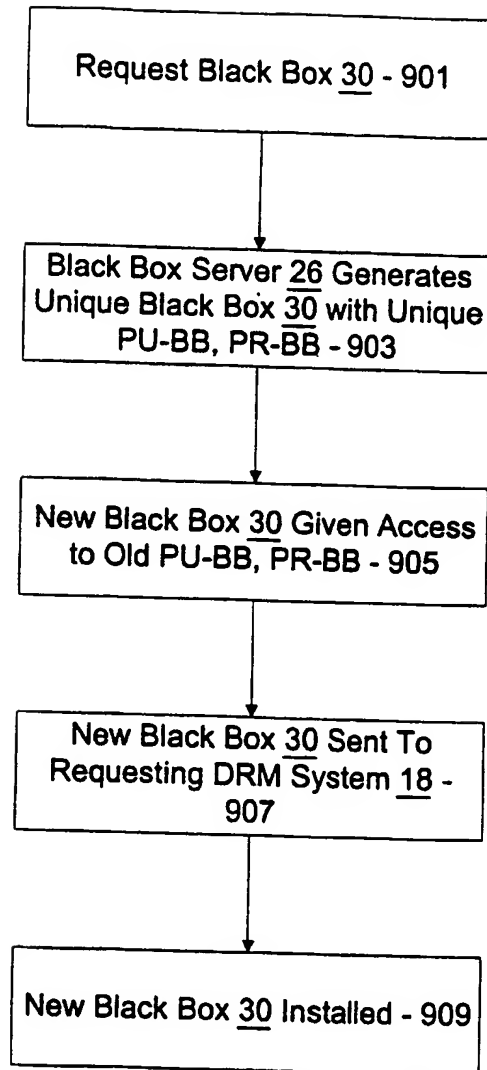 Request Black Box 30 - 901
Black Box Server 26 Generates
Unique Black Box 30 with Unique
PU-BB, PR-BB - 903
New Black Box 30 Given Access
to Old PU-BB, PR-BB - 905
New Black Box 30 Sent To
Requesting DRM System 18 -
907
New Black Box 30 Installed - 909